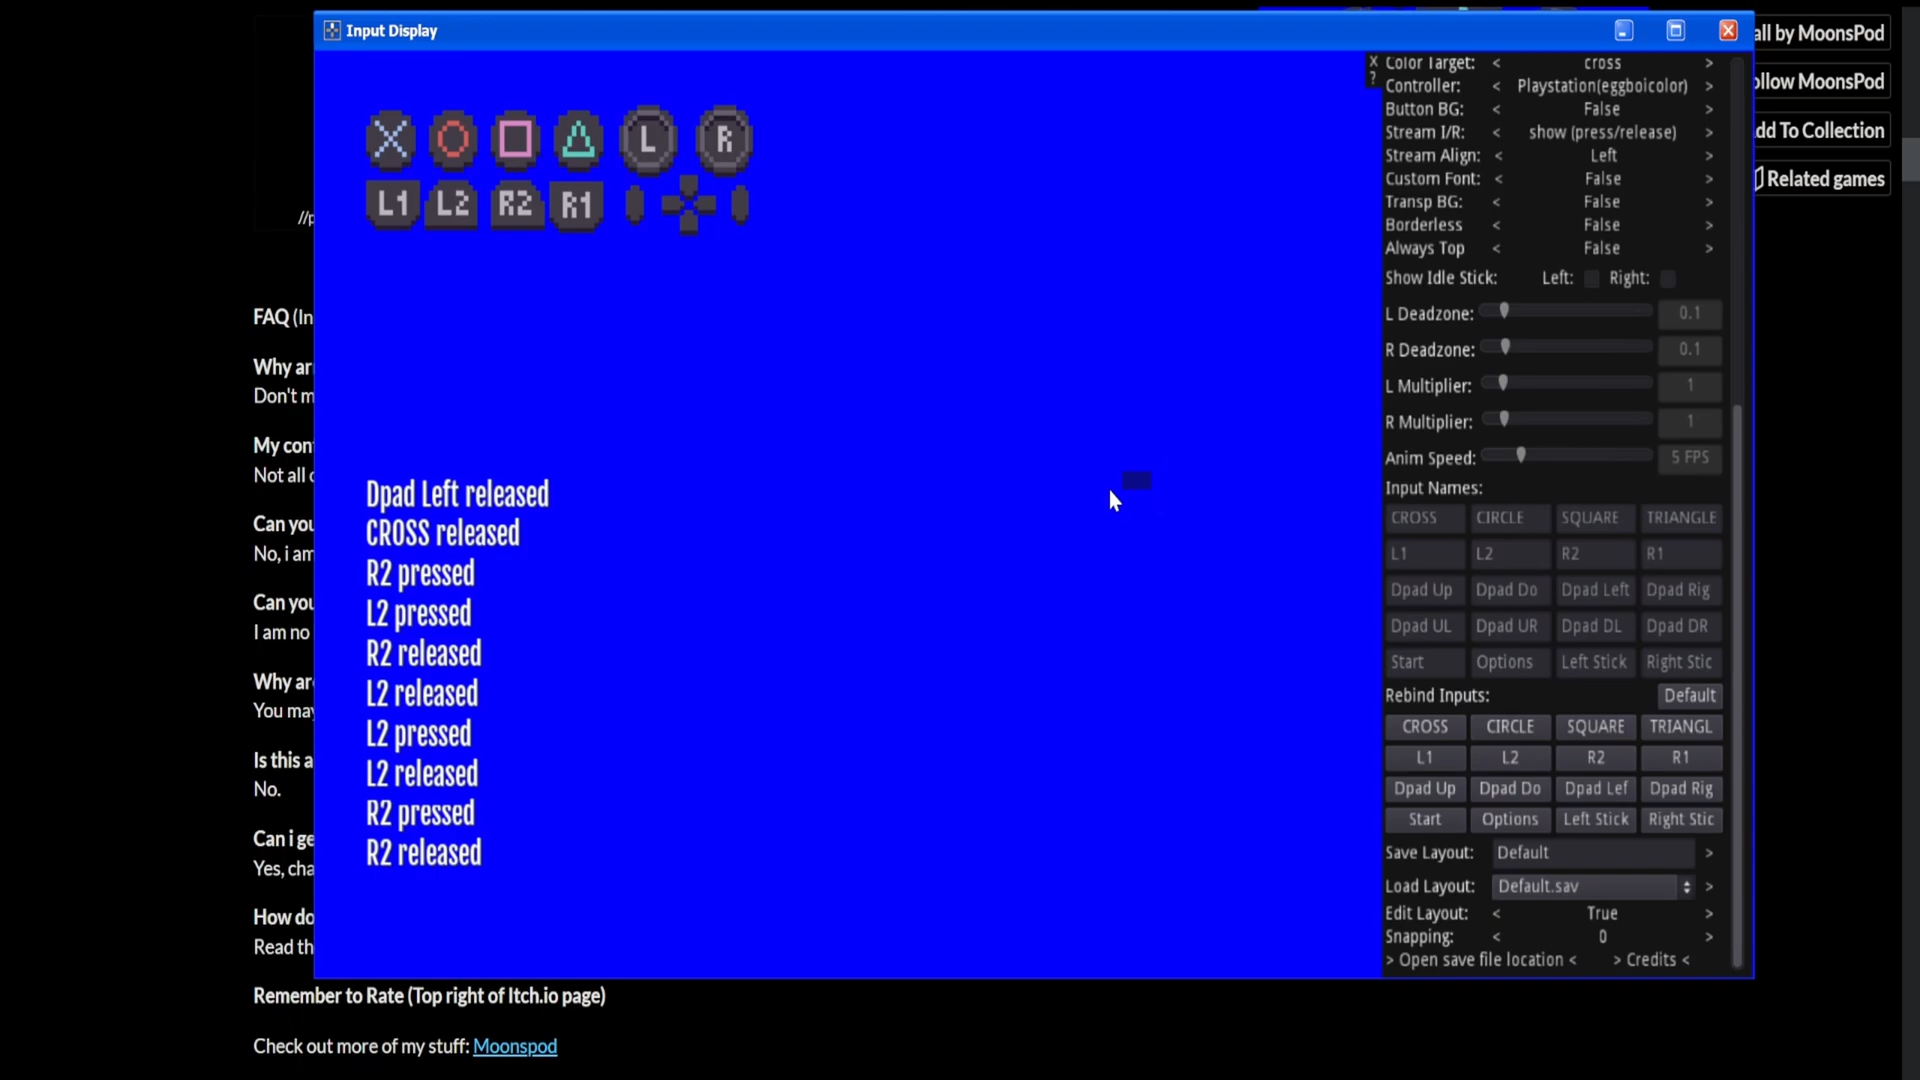 Input Display
all by MoonsPod
ollow MoonsPod
dd To Collection
Related games
//p
L
R
L1
L2
R2
R1
X
?
Color Target: < cross >
Controller: < Playstation(eggboicolor) >
Button BG: < False >
Stream I/R: < show (press/release) >
Stream Align: < Left >
Custom Font: < False >
Transp BG: < False >
Borderless < False >
Always Top < False >
Show Idle Stick: Left: Right:
L Deadzone: 0.1
R Deadzone: 0.1
L Multiplier: 1
R Multiplier: 1
Anim Speed: 5 FPS
Input Names:
CROSS CIRCLE SQUARE TRIANGLE
L1 L2 R2 R1
Dpad Up Dpad Do Dpad Left Dpad Rig
Dpad UL Dpad UR Dpad DL Dpad DR
Start Options Left Stick Right Stic
Rebind Inputs: Default
CROSS CIRCLE SQUARE TRIANGL
L1 L2 R2 R1
Dpad Up Dpad Do Dpad Lef Dpad Rig
Start Options Left Stick Right Stic
Save Layout: Default >
Load Layout: Default.sav >
Edit Layout: < True >
Snapping: < 0 >
> Open save file location < > Credits <
Dpad Left released
CROSS released
R2 pressed
L2 pressed
R2 released
L2 released
L2 pressed
L2 released
R2 pressed
R2 released
FAQ (In
Why ar
Don't m
My con
Not all
Can you
No, i am
Can you
I am no
Why ar
You may
Is this a
No.
Can i ge
Yes, cha
How do
Read th
Remember to Rate (Top right of Itch.io page)
Check out more of my stuff: Moonspod